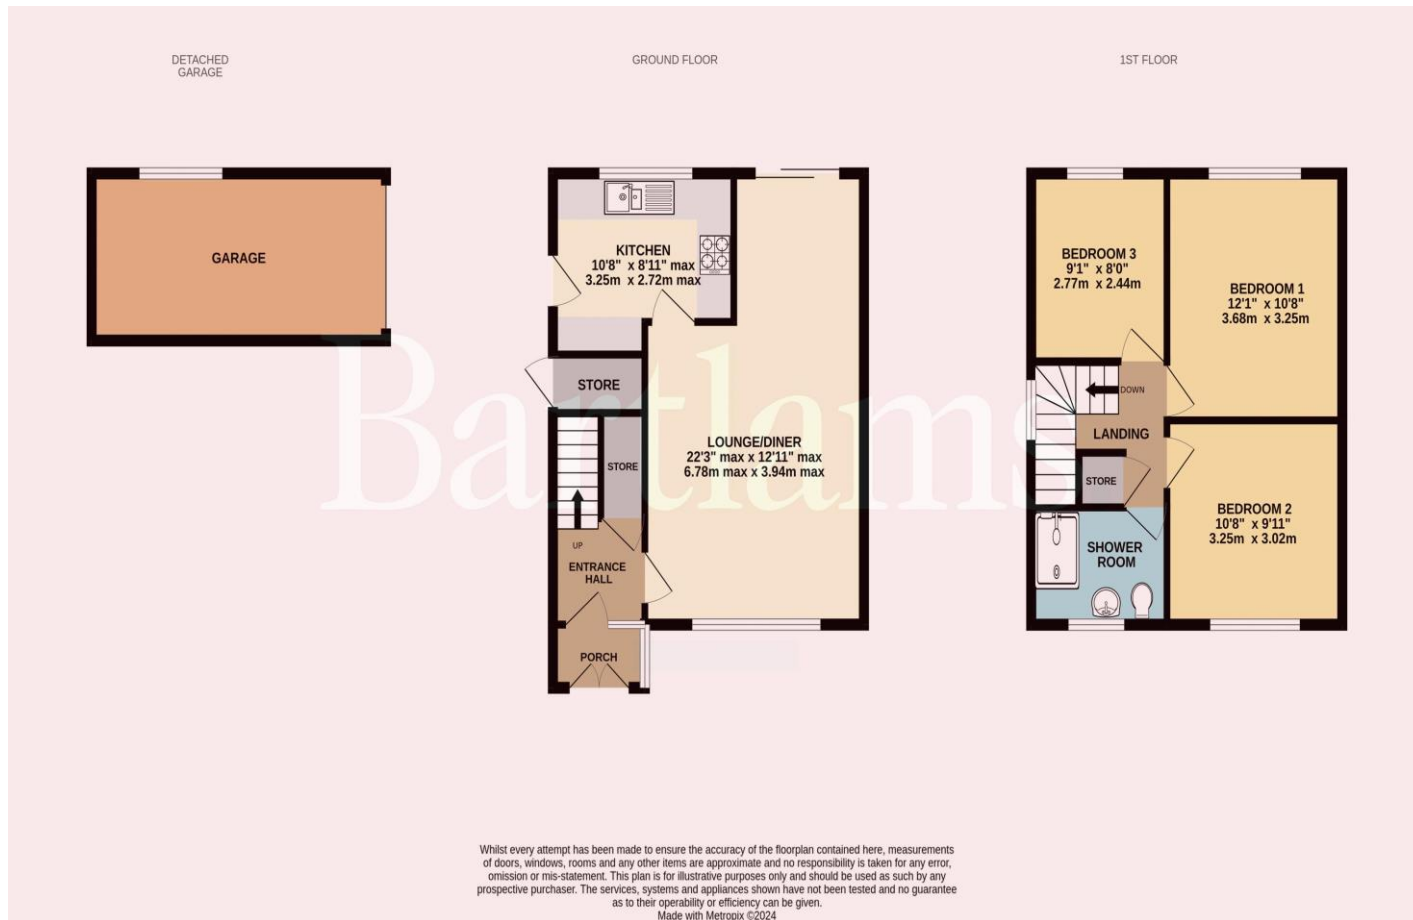 DETACHED
GARAGE
GROUND FLOOR
1ST FLOOR
GARAGE
KITCHEN
10'8" x 8'11" max
3.25m x 2.72m max
STORE
STORE
LOUNGE/DINER
22'3" max x 12'11" max
6.78m max x 3.94m max
UP
ENTRANCE
HALL
PORCH
BEDROOM 3
9'1" x 8'0"
2.77m x 2.44m
BEDROOM 1
12'1" x 10'8"
3.68m x 3.25m
DOWN
LANDING
STORE
BEDROOM 2
10'8" x 9'11"
3.25m x 3.02m
SHOWER
ROOM
Bartlams
Whilst every attempt has been made to ensure the accuracy of the floorplan contained here, measurements
of doors, windows, rooms and any other items are approximate and no responsibility is taken for any error,
omission or mis-statement. This plan is for illustrative purposes only and should be used as such by any
prospective purchaser. The services, systems and appliances shown have not been tested and no guarantee
as to their operability or efficiency can be given.
Made with Metropix ©2024